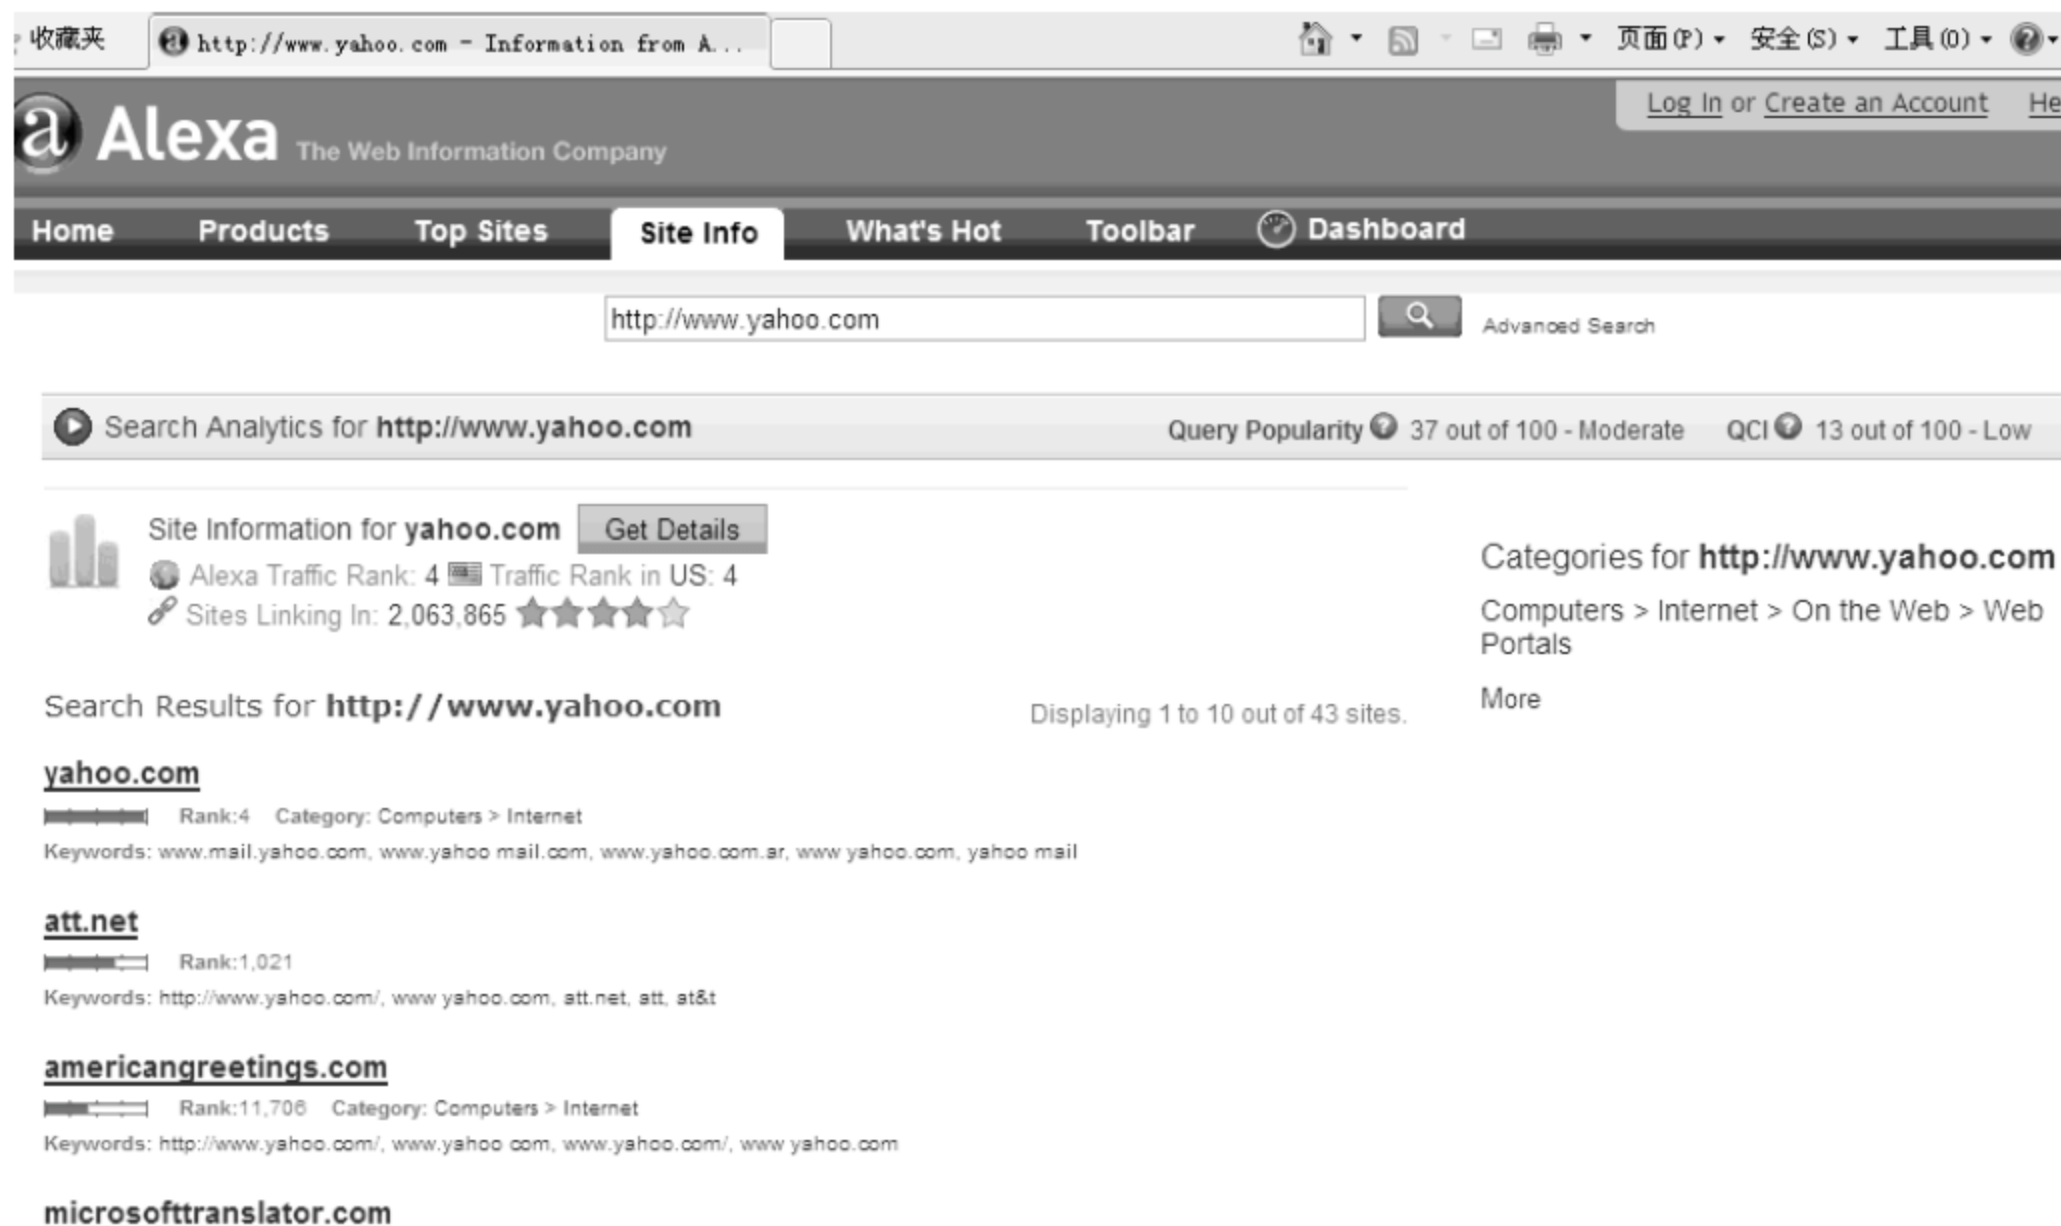 收藏夹
http://www.yahoo.com - Information from A...
页面(P) 安全(S) 工具(O)
Log In or Create an Account He
a Alexa The Web Information Company
Home Products Top Sites Site Info What's Hot Toolbar Dashboard
http://www.yahoo.com Advanced Search
Search Analytics for http://www.yahoo.com Query Popularity ? 37 out of 100 - Moderate QCI ? 13 out of 100 - Low
Site Information for yahoo.com Get Details
Alexa Traffic Rank: 4 Traffic Rank in US: 4
Sites Linking In: 2,063,865
Categories for http://www.yahoo.com
Computers > Internet > On the Web > Web
Portals
More
Search Results for http://www.yahoo.com Displaying 1 to 10 out of 43 sites.
yahoo.com
Rank:4 Category: Computers > Internet
Keywords: www.mail.yahoo.com, www.yahoo mail.com, www.yahoo.com.ar, www yahoo.com, yahoo mail
att.net
Rank:1,021
Keywords: http://www.yahoo.com/, www yahoo.com, att.net, att, at&t
americangreetings.com
Rank:11,706 Category: Computers > Internet
Keywords: http://www.yahoo.com/, www.yahoo com, www.yahoo.com/, www yahoo.com
microsofttranslator.com